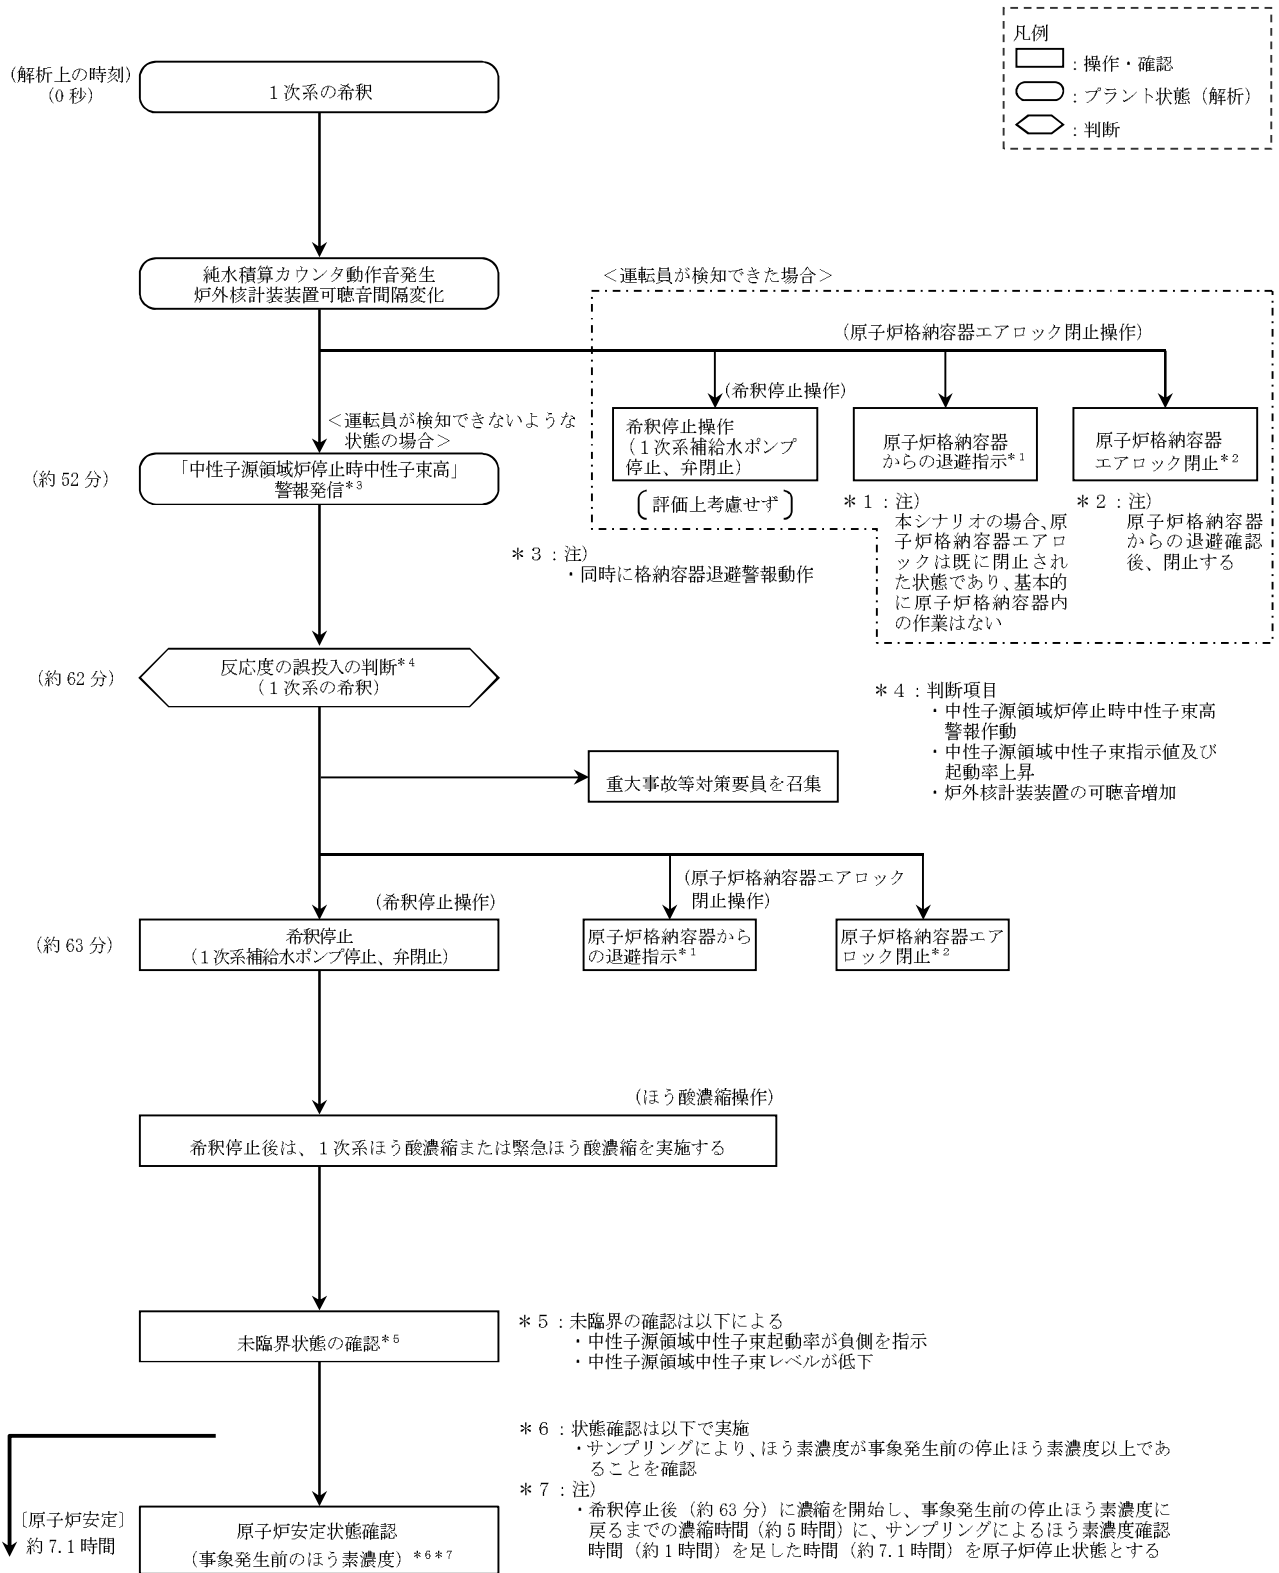 凡例
：操作・確認
：プラント状態（解析）
：判断
（解析上の時刻）
（0 秒）
１次系の希釈
純水積算カウンタ動作音発生
炉外核計装装置可聴音間隔変化
＜運転員が検知できた場合＞
（原子炉格納容器エアロック閉止操作）
（希釈停止操作）
希釈停止操作
（１次系補給水ポンプ
停止、弁閉止）
〔評価上考慮せず〕
原子炉格納容器
からの退避指示*1
原子炉格納容器
エアロック閉止*2
＊１：注）
本シナリオの場合、原
子炉格納容器エアロ
ックは既に閉止され
た状態であり、基本的
に原子炉格納容器内
の作業はない
＊２：注）
原子炉格納容器
からの退避確認
後、閉止する
＜運転員が検知できないような
状態の場合＞
（約 52 分）
「中性子源領域炉停止時中性子束高」
警報発信*3
＊３：注）
・同時に格納容器退避警報動作
（約 62 分）
反応度の誤投入の判断*4
（１次系の希釈）
＊４：判断項目
・中性子源領域炉停止時中性子束高
警報作動
・中性子源領域中性子束指示値及び
起動率上昇
・炉外核計装装置の可聴音増加
重大事故等対策要員を召集
（希釈停止操作）
（原子炉格納容器エアロック
閉止操作）
（約 63 分）
希釈停止
（１次系補給水ポンプ停止、弁閉止）
原子炉格納容器から
の退避指示*1
原子炉格納容器エア
ロック閉止*2
（ほう酸濃縮操作）
希釈停止後は、１次系ほう酸濃縮または緊急ほう酸濃縮を実施する
未臨界状態の確認*5
＊５：未臨界の確認は以下による
・中性子源領域中性子束起動率が負側を指示
・中性子源領域中性子束レベルが低下
＊６：状態確認は以下で実施
・サンプリングにより、ほう素濃度が事象発生前の停止ほう素濃度以上であ
ることを確認
＊７：注）
・希釈停止後（約 63 分）に濃縮を開始し、事象発生前の停止ほう素濃度に
戻るまでの濃縮時間（約５時間）に、サンプリングによるほう素濃度確認
時間（約１時間）を足した時間（約 7.1 時間）を原子炉停止状態とする
〔原子炉安定〕
約 7.1 時間
原子炉安定状態確認
（事象発生前のほう素濃度）*6*7